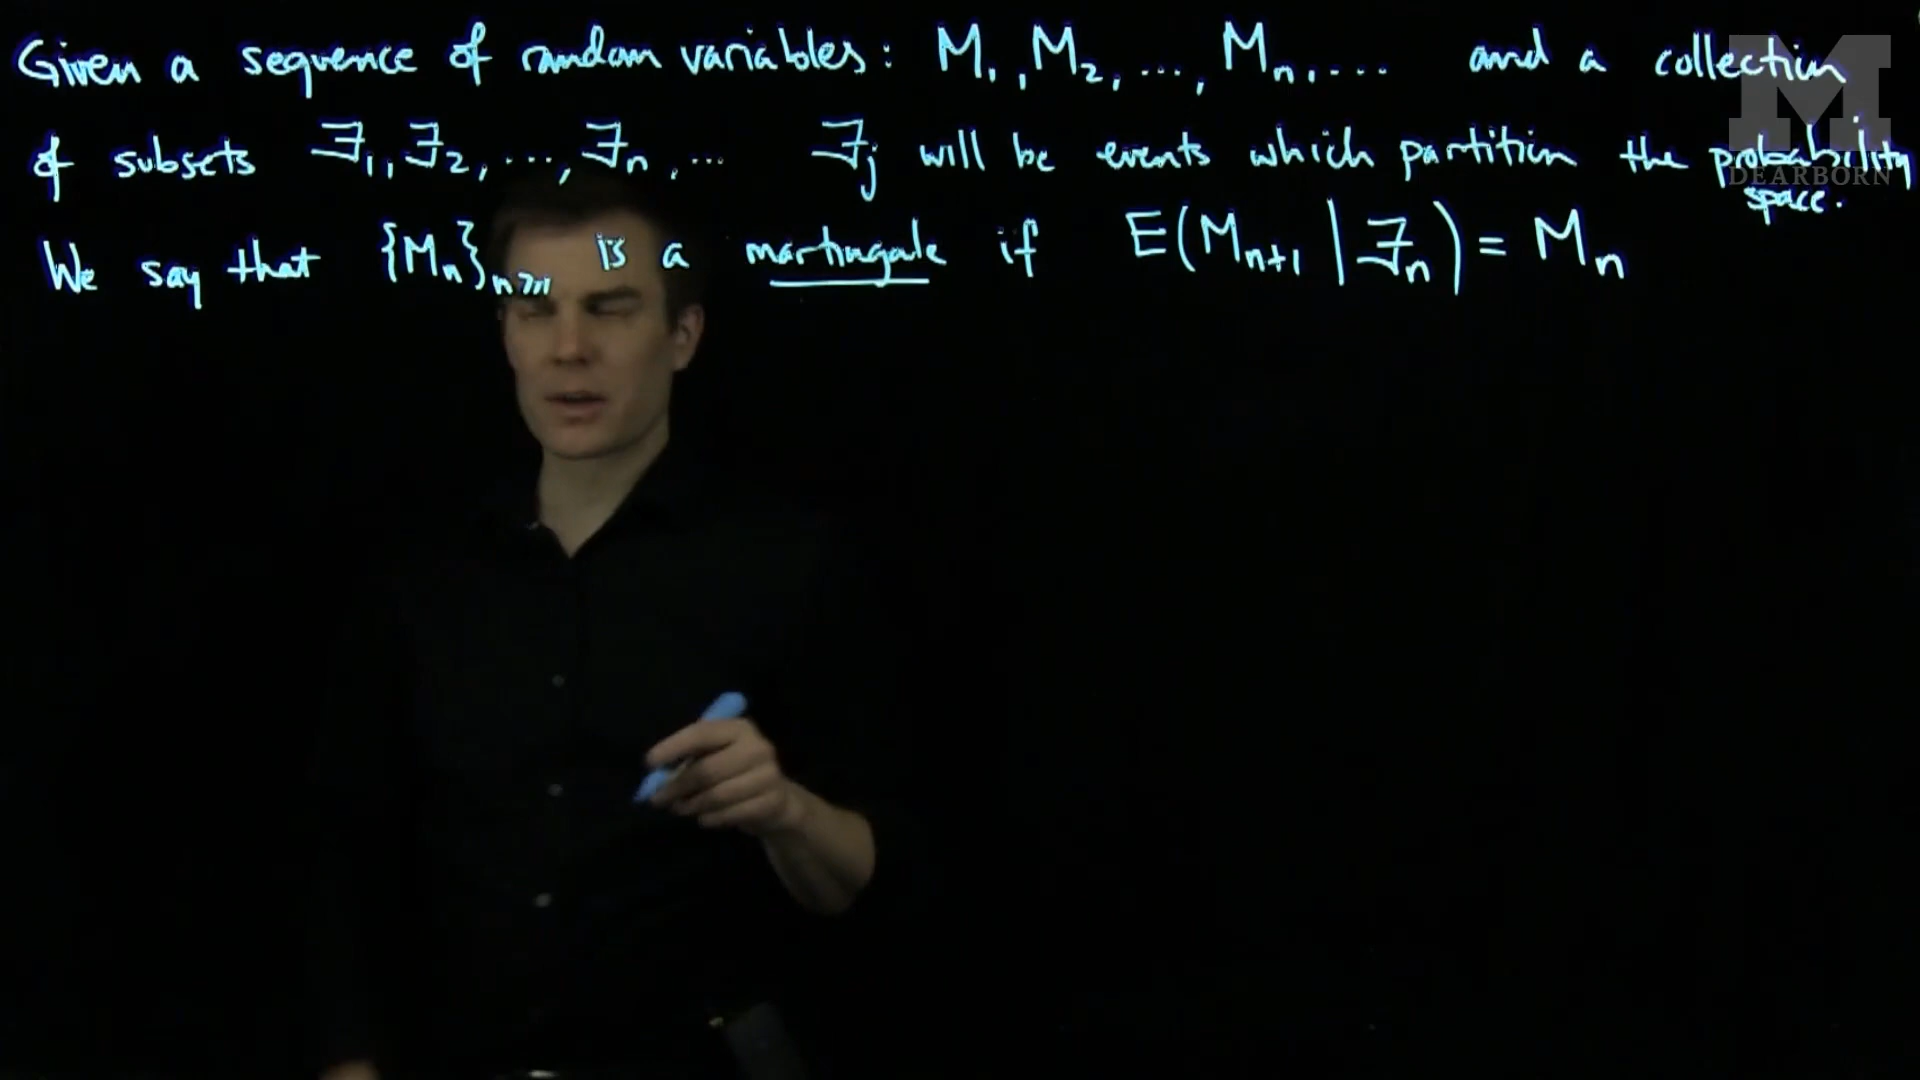 Given a sequence of random variables: M₁, M₂, ..., Mₙ, .... and a collection
of subsets ℱ₁, ℱ₂, ..., ℱₙ, ... ℱⱼ will be events which partition the probability
space.
We say that {Mₙ}ₙ≥₁ is a martingale if E(Mₙ₊₁ | ℱₙ) = Mₙ
M
DEARBORN